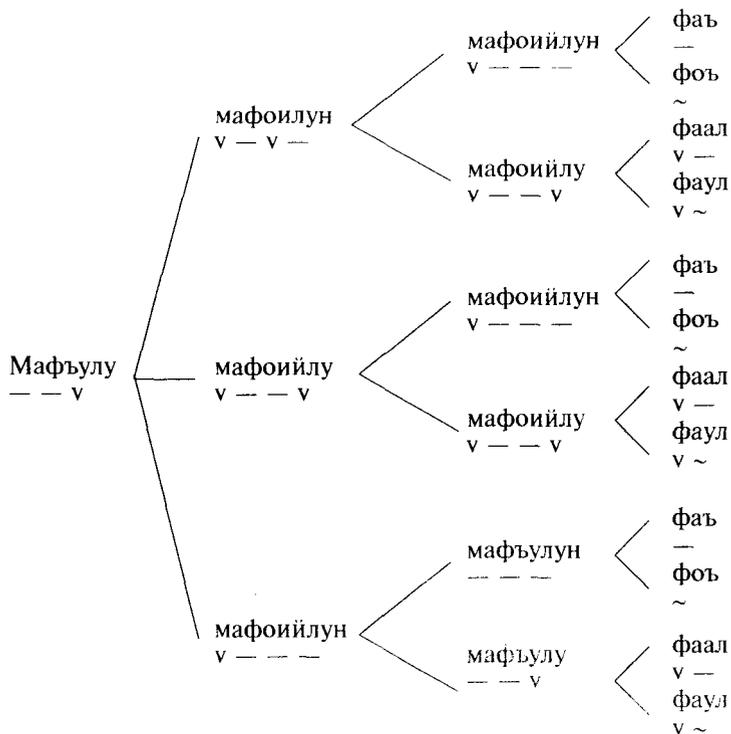 фаъ
мафоийлун
—
v — — —
фоъ
~
мафоилун
v — v —
фаал
мафоийлу
v —
v — — v
фаул
v ~
фаъ
мафоийлун
—
v — — —
фоъ
~
Мафъулу
— — v
мафоийлу
v — — v
фаал
v —
мафоийлу
v — — v
фаул
v ~
фаъ
мафъулун
—
— — —
фоъ
~
мафоийлун
v — — —
фаал
мафъулу
v —
— — v
фаул
v ~